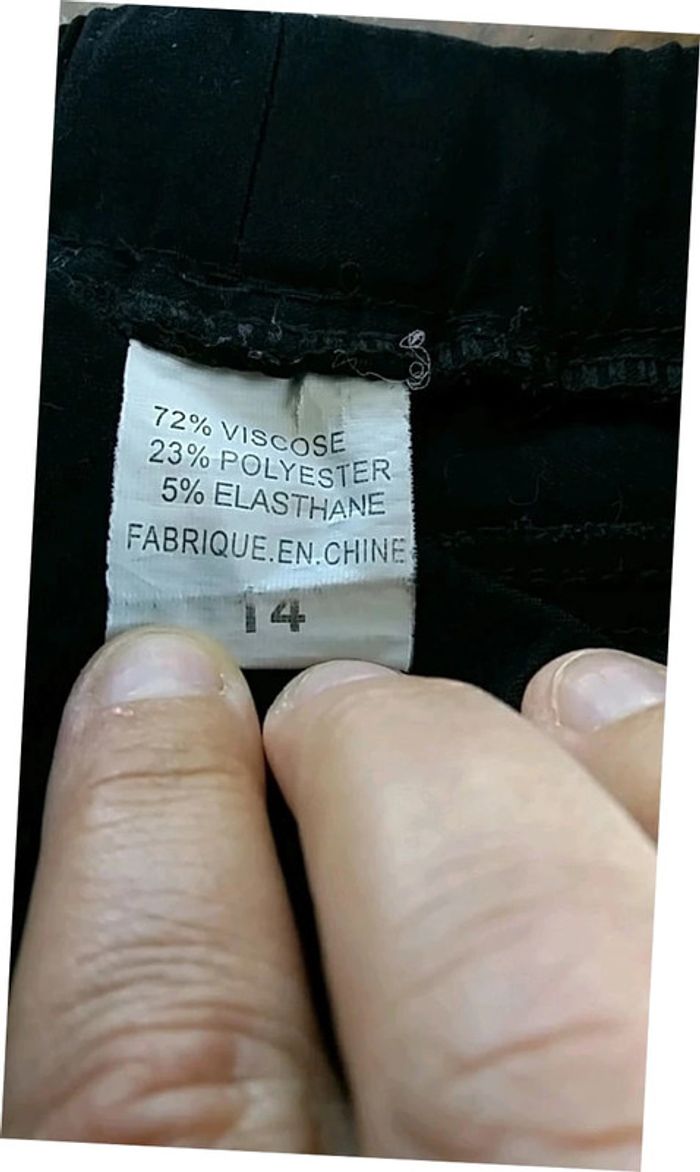 72% VISCOSE
23% POLYESTER
5% ELASTHANE
FABRIQUE.EN.CHINE
14